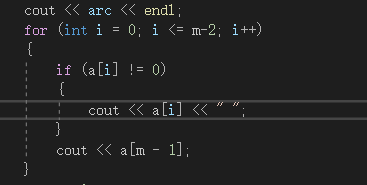 cout << arc << endl;
for (int i = 0; i <= m-2; i++)
{
if (a[i] != 0)
{
cout << a[i] << " ";
}
cout << a[m - 1];
}